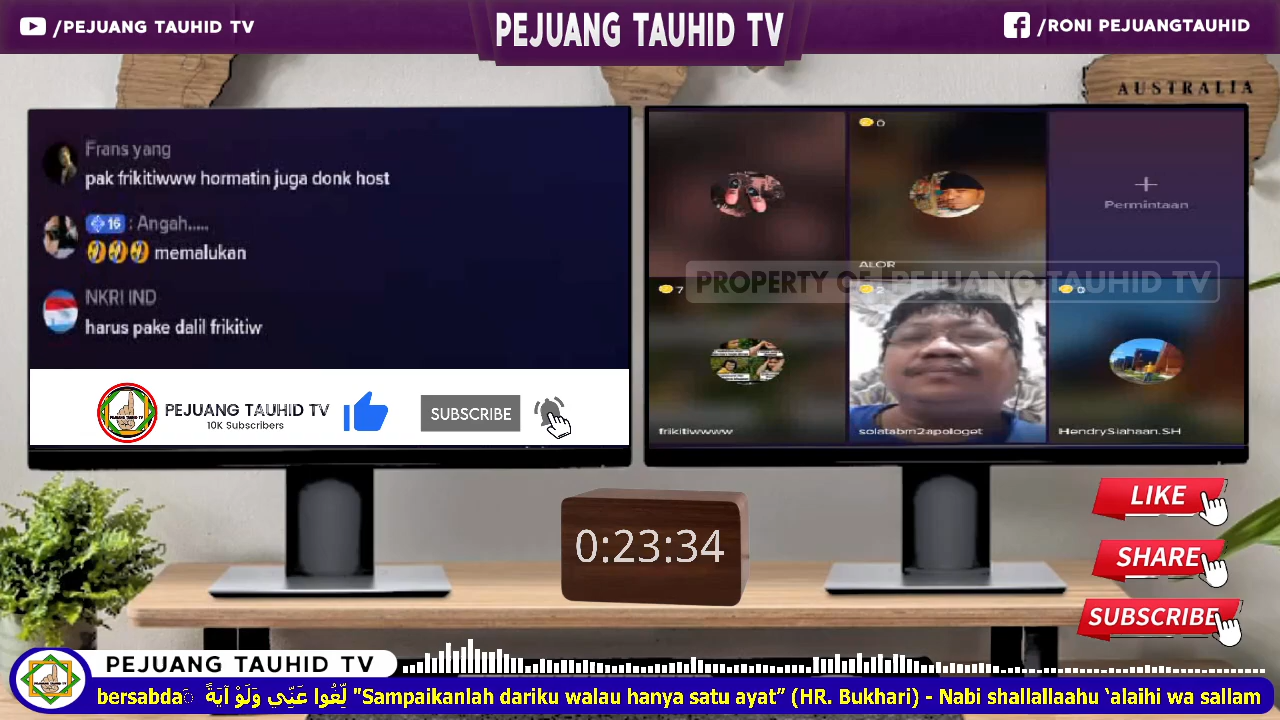 /PEJUANG TAUHID TV
PEJUANG TAUHID TV
/RONI PEJUANGTAUHID
AUSTRALIA
Frans yang
pak frikitiwww hormatin juga donk host
16 : Angah.....
🤣🤣🤣 memalukan
NKRI IND
harus pake dalil frikitiw
PEJUANG TAUHID TV
10K Subscribers
SUBSCRIBE
0
Permintaan
ALOR
PROPERTY OF PEJUANG TAUHID TV
7
0
frikitiwwww
solatabm2apologet
HendrySiahaan.SH
0:23:34
LIKE
SHARE
SUBSCRIBE
PEJUANG TAUHID TV
bersabda بَلِّغُوا عَنِّي وَلَوْ آيَةً "Sampaikanlah dariku walau hanya satu ayat” (HR. Bukhari) - Nabi shallallaahu ‘alaihi wa sallam